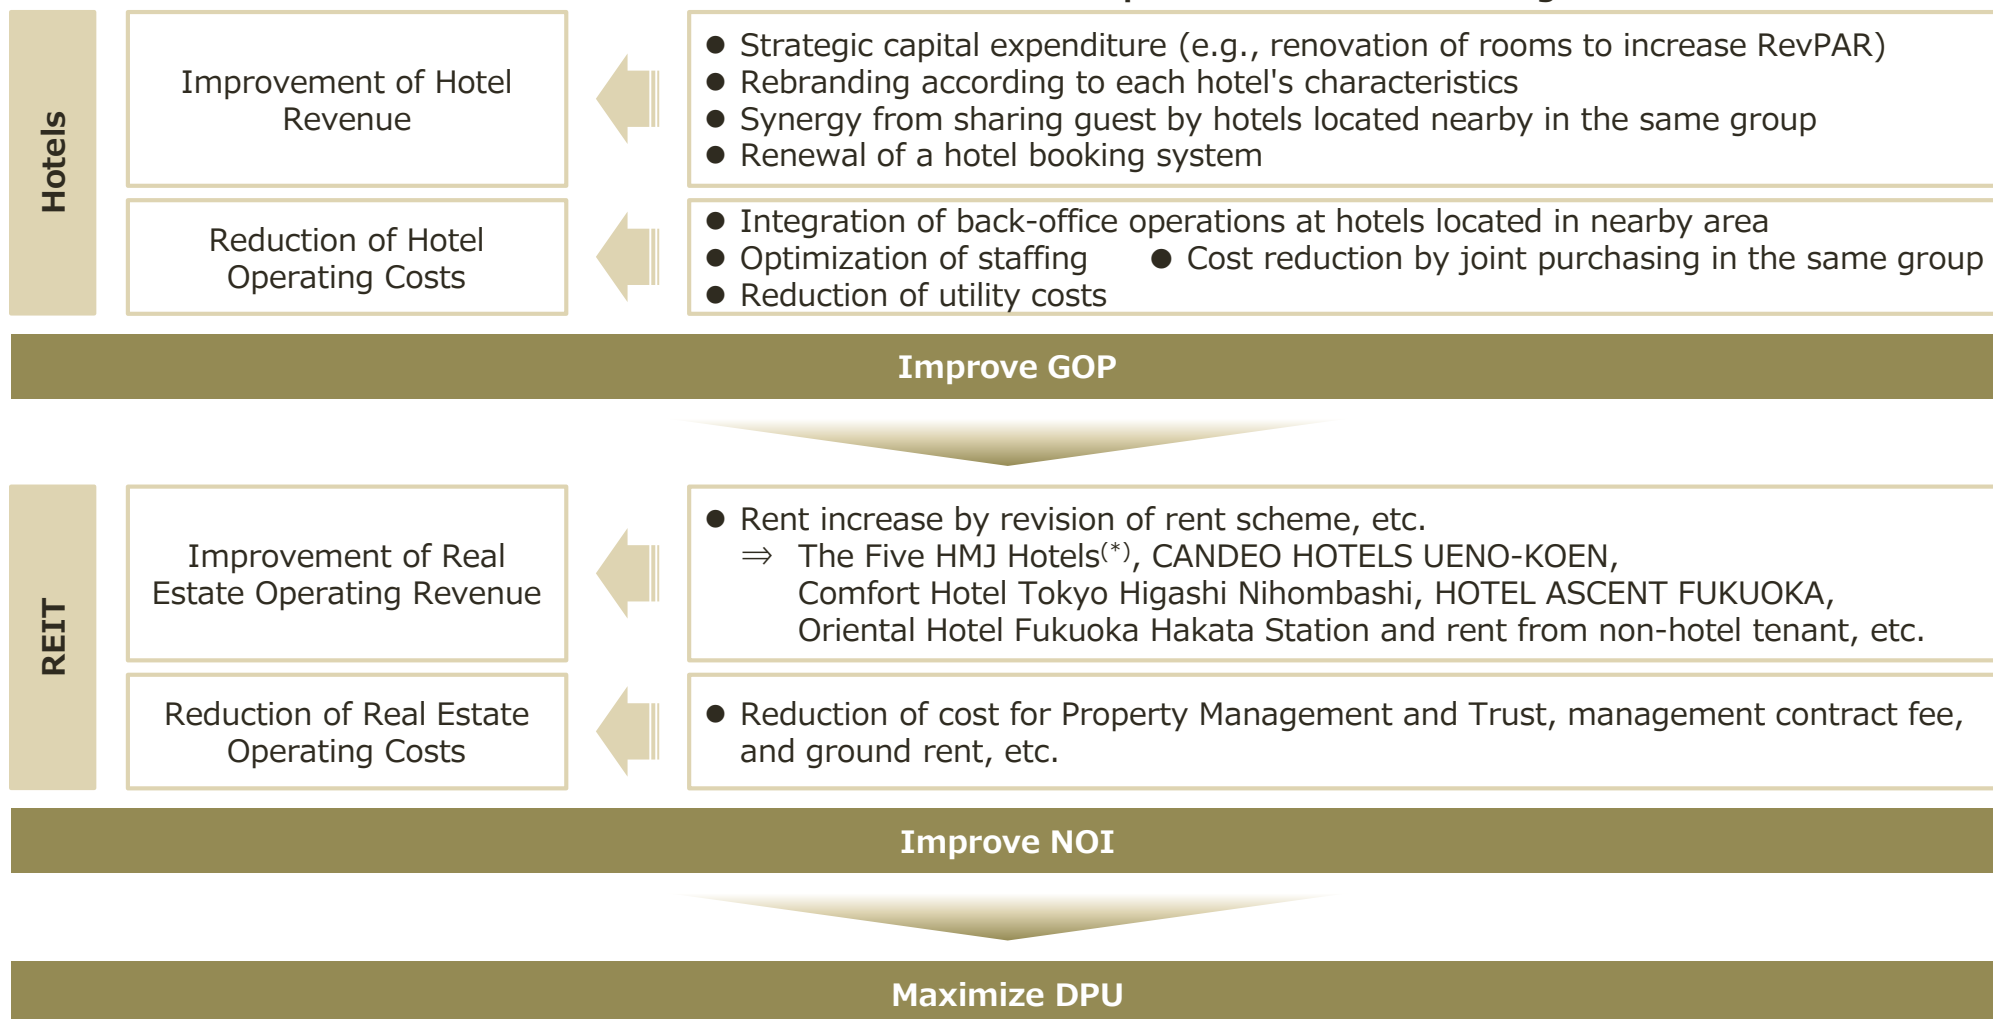 Hotels
Improvement of Hotel
Revenue
● Strategic capital expenditure (e.g., renovation of rooms to increase RevPAR)
● Rebranding according to each hotel's characteristics
● Synergy from sharing guest by hotels located nearby in the same group
● Renewal of a hotel booking system
Reduction of Hotel
Operating Costs
● Integration of back-office operations at hotels located in nearby area
● Optimization of staffing ● Cost reduction by joint purchasing in the same group
● Reduction of utility costs
Improve GOP
REIT
Improvement of Real
Estate Operating Revenue
● Rent increase by revision of rent scheme, etc.
⇒ The Five HMJ Hotels(*), CANDEO HOTELS UENO-KOEN,
Comfort Hotel Tokyo Higashi Nihombashi, HOTEL ASCENT FUKUOKA,
Oriental Hotel Fukuoka Hakata Station and rent from non-hotel tenant, etc.
Reduction of Real Estate
Operating Costs
● Reduction of cost for Property Management and Trust, management contract fee,
and ground rent, etc.
Improve NOI
Maximize DPU